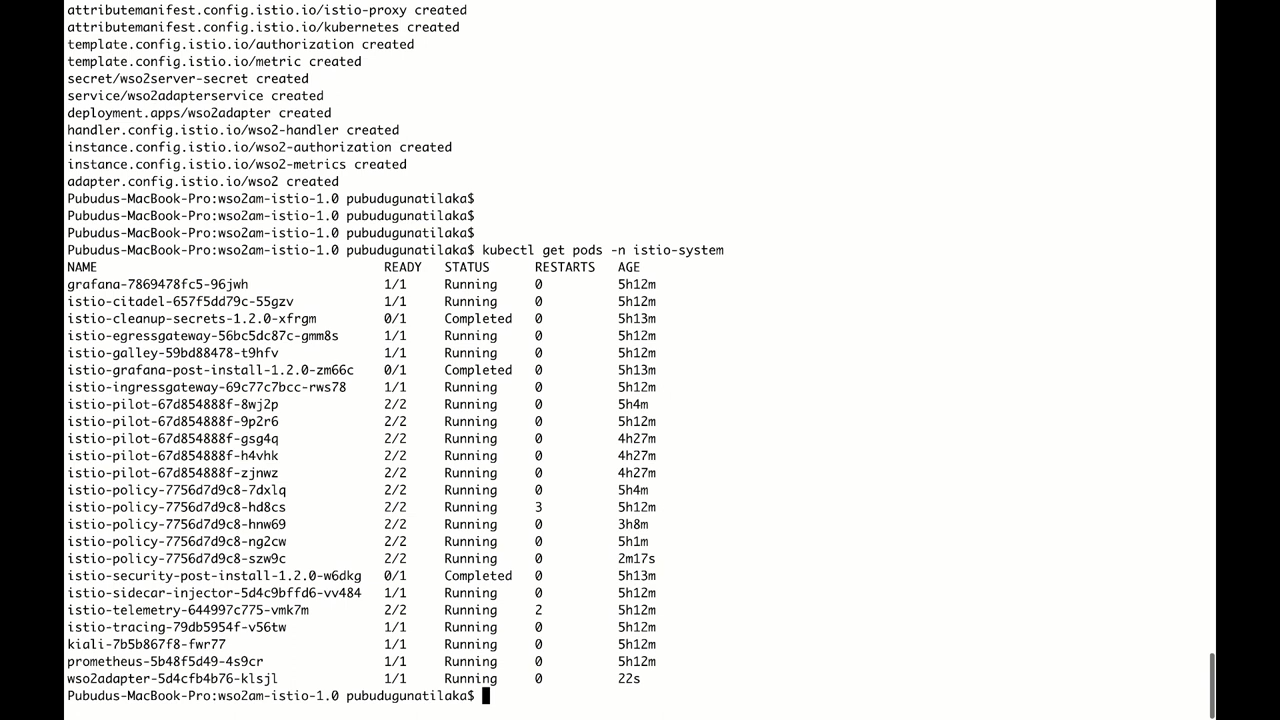 attributemanifest.config.istio.io/istio-proxy created
attributemanifest.config.istio.io/kubernetes created
template.config.istio.io/authorization created
template.config.istio.io/metric created
secret/wso2server-secret created
service/wso2adapterservice created
deployment.apps/wso2adapter created
handler.config.istio.io/wso2-handler created
instance.config.istio.io/wso2-authorization created
instance.config.istio.io/wso2-metrics created
adapter.config.istio.io/wso2 created
Pubudus-MacBook-Pro:wso2am-istio-1.0 pubudugunatilaka$
Pubudus-MacBook-Pro:wso2am-istio-1.0 pubudugunatilaka$
Pubudus-MacBook-Pro:wso2am-istio-1.0 pubudugunatilaka$
Pubudus-MacBook-Pro:wso2am-istio-1.0 pubudugunatilaka$ kubectl get pods -n istio-system
NAME READY STATUS RESTARTS AGE
grafana-7869478fc5-96jwh 1/1 Running 0 5h12m
istio-citadel-657f5dd79c-55gzv 1/1 Running 0 5h12m
istio-cleanup-secrets-1.2.0-xfrgm 0/1 Completed 0 5h13m
istio-egressgateway-56bc5dc87c-gmm8s 1/1 Running 0 5h12m
istio-galley-59bd88478-t9hfv 1/1 Running 0 5h12m
istio-grafana-post-install-1.2.0-zm66c 0/1 Completed 0 5h13m
istio-ingressgateway-69c77c7bcc-rws78 1/1 Running 0 5h12m
istio-pilot-67d854888f-8wj2p 2/2 Running 0 5h4m
istio-pilot-67d854888f-9p2r6 2/2 Running 0 5h12m
istio-pilot-67d854888f-gsg4q 2/2 Running 0 4h27m
istio-pilot-67d854888f-h4vhk 2/2 Running 0 4h27m
istio-pilot-67d854888f-zjnwz 2/2 Running 0 4h27m
istio-policy-7756d7d9c8-7dxlq 2/2 Running 0 5h4m
istio-policy-7756d7d9c8-hd8cs 2/2 Running 3 5h12m
istio-policy-7756d7d9c8-hnw69 2/2 Running 0 3h8m
istio-policy-7756d7d9c8-ng2cw 2/2 Running 0 5h1m
istio-policy-7756d7d9c8-szw9c 2/2 Running 0 2m17s
istio-security-post-install-1.2.0-w6dkg 0/1 Completed 0 5h13m
istio-sidecar-injector-5d4c9bffd6-vv484 1/1 Running 0 5h12m
istio-telemetry-644997c775-vmk7m 2/2 Running 2 5h12m
istio-tracing-79db5954f-v56tw 1/1 Running 0 5h12m
kiali-7b5b867f8-fwr77 1/1 Running 0 5h12m
prometheus-5b48f5d49-4s9cr 1/1 Running 0 5h12m
wso2adapter-5d4cfb4b76-klsjl 1/1 Running 0 22s
Pubudus-MacBook-Pro:wso2am-istio-1.0 pubudugunatilaka$